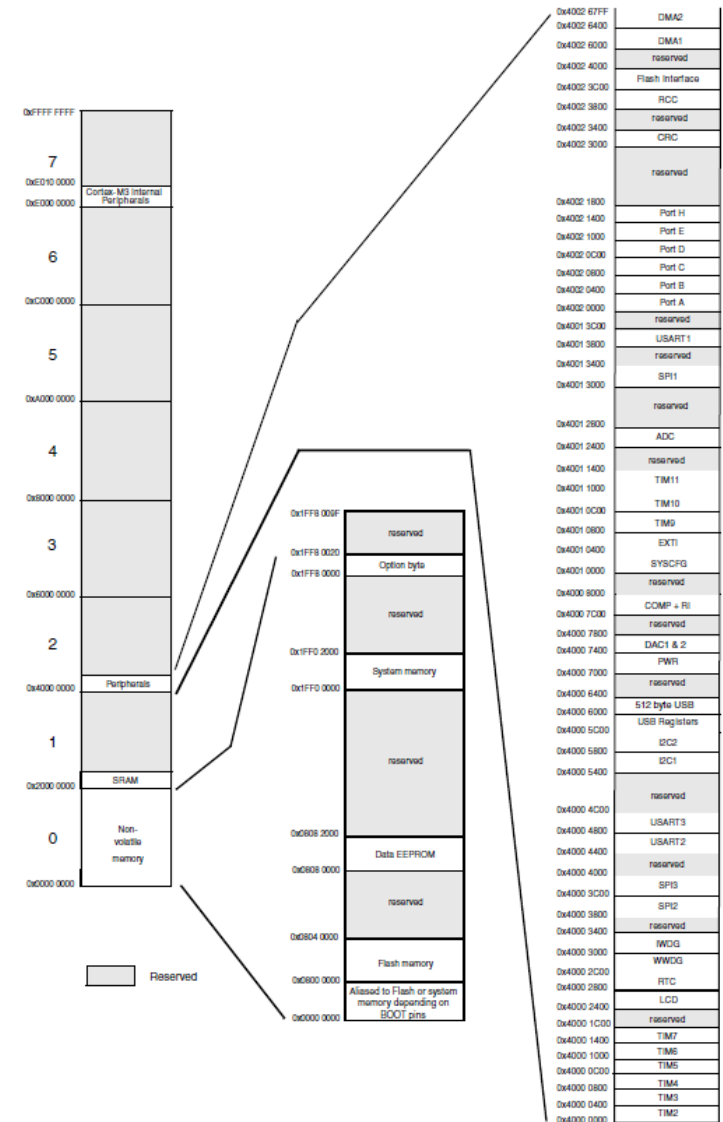 0xFFFF FFFF
7
0xE010 0000
Cortex-M3 Internal
Peripherals
0xE000 0000
6
0xC000 0000
5
0xA000 0000
4
0x8000 0000
3
0x6000 0000
2
Peripherals
0x4000 0000
1
SRAM
0x2000 0000
0
Non-
volatile
memory
0x0000 0000
Reserved
0x1FF8 009F
reserved
0x1FF8 0020
Option byte
0x1FF8 0000
reserved
0x1FF0 2000
System memory
0x1FF0 0000
reserved
0x0808 2000
Data EEPROM
0x0808 0000
reserved
0x0804 0000
Flash memory
0x0800 0000
Aliased to Flash or system
memory depending on
BOOT pins
0x0000 0000
0x4002 67FF
DMA2
0x4002 6400
DMA1
0x4002 6000
reserved
0x4002 4000
Flash Interface
0x4002 3C00
RCC
0x4002 3800
reserved
0x4002 3400
CRC
0x4002 3000
reserved
0x4002 1800
Port H
0x4002 1400
Port E
0x4002 1000
Port D
0x4002 0C00
Port C
0x4002 0800
Port B
0x4002 0400
Port A
0x4002 0000
reserved
0x4001 3C00
USART1
0x4001 3800
reserved
0x4001 3400
SPI1
0x4001 3000
reserved
0x4001 2800
ADC
0x4001 2400
reserved
0x4001 1400
TIM11
0x4001 1000
TIM10
0x4001 0C00
TIM9
0x4001 0800
EXTI
0x4001 0400
SYSCFG
0x4001 0000
reserved
0x4000 8000
COMP + RI
0x4000 7C00
reserved
0x4000 7800
DAC1 & 2
0x4000 7400
PWR
0x4000 7000
reserved
0x4000 6400
512 byte USB
0x4000 6000
USB Registers
0x4000 5C00
I2C2
0x4000 5800
I2C1
0x4000 5400
reserved
0x4000 4C00
USART3
0x4000 4800
USART2
0x4000 4400
reserved
0x4000 4000
SPI3
0x4000 3C00
SPI2
0x4000 3800
reserved
0x4000 3400
IWDG
0x4000 3000
WWDG
0x4000 2C00
RTC
0x4000 2800
LCD
0x4000 2400
reserved
0x4000 1C00
TIM7
0x4000 1400
TIM6
0x4000 1000
TIM5
0x4000 0C00
TIM4
0x4000 0800
TIM3
0x4000 0400
TIM2
0x4000 0000